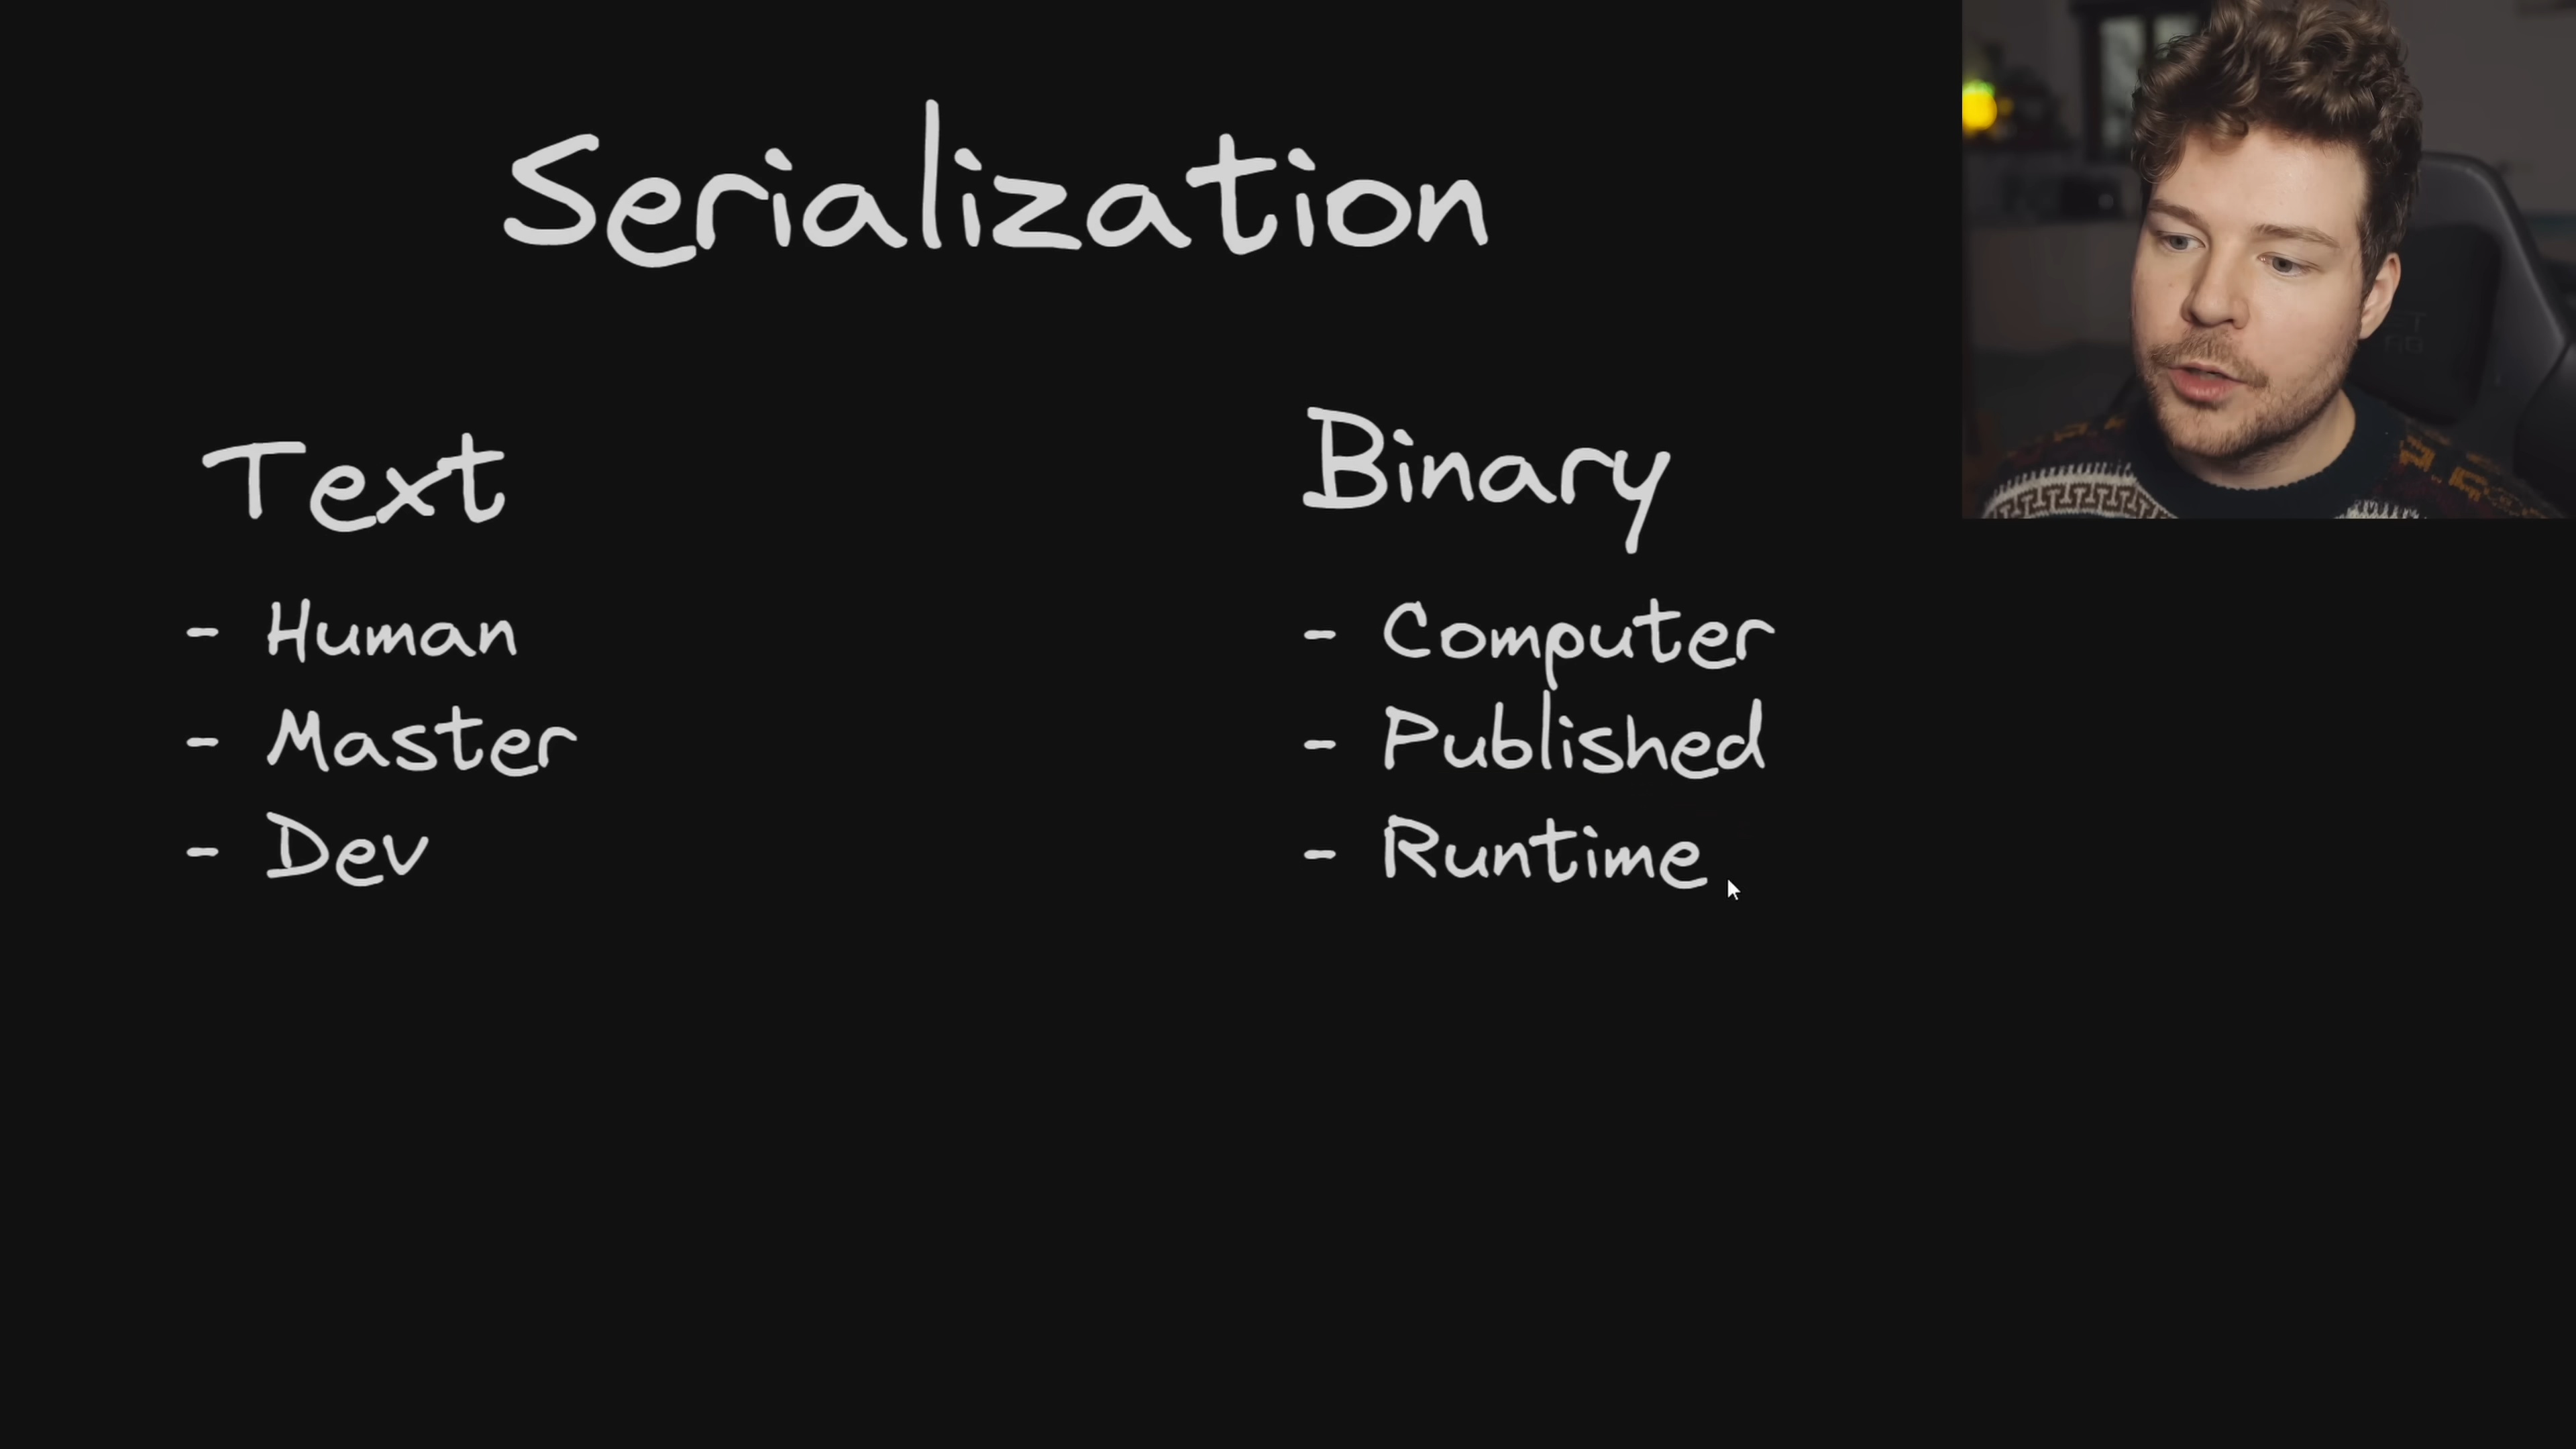 Serialization
Text
- Human
- Master
- Dev
Binary
- Computer
- Published
- Runtime